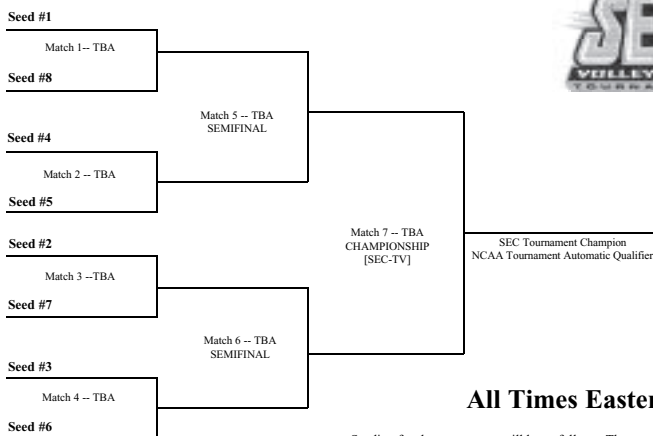 Seed #1
Match 1-- TBA
Seed #8
Match 5 -- TBA
SEMIFINAL
Seed #4
Match 2 -- TBA
Seed #5
Match 7 -- TBA
CHAMPIONSHIP
[SEC-TV]
SEC Tournament Champion
NCAA Tournament Automatic Qualifier
Seed #2
Match 3 --TBA
Seed #7
Match 6 -- TBA
SEMIFINAL
Seed #3
Match 4 -- TBA
Seed #6
All Times Easter